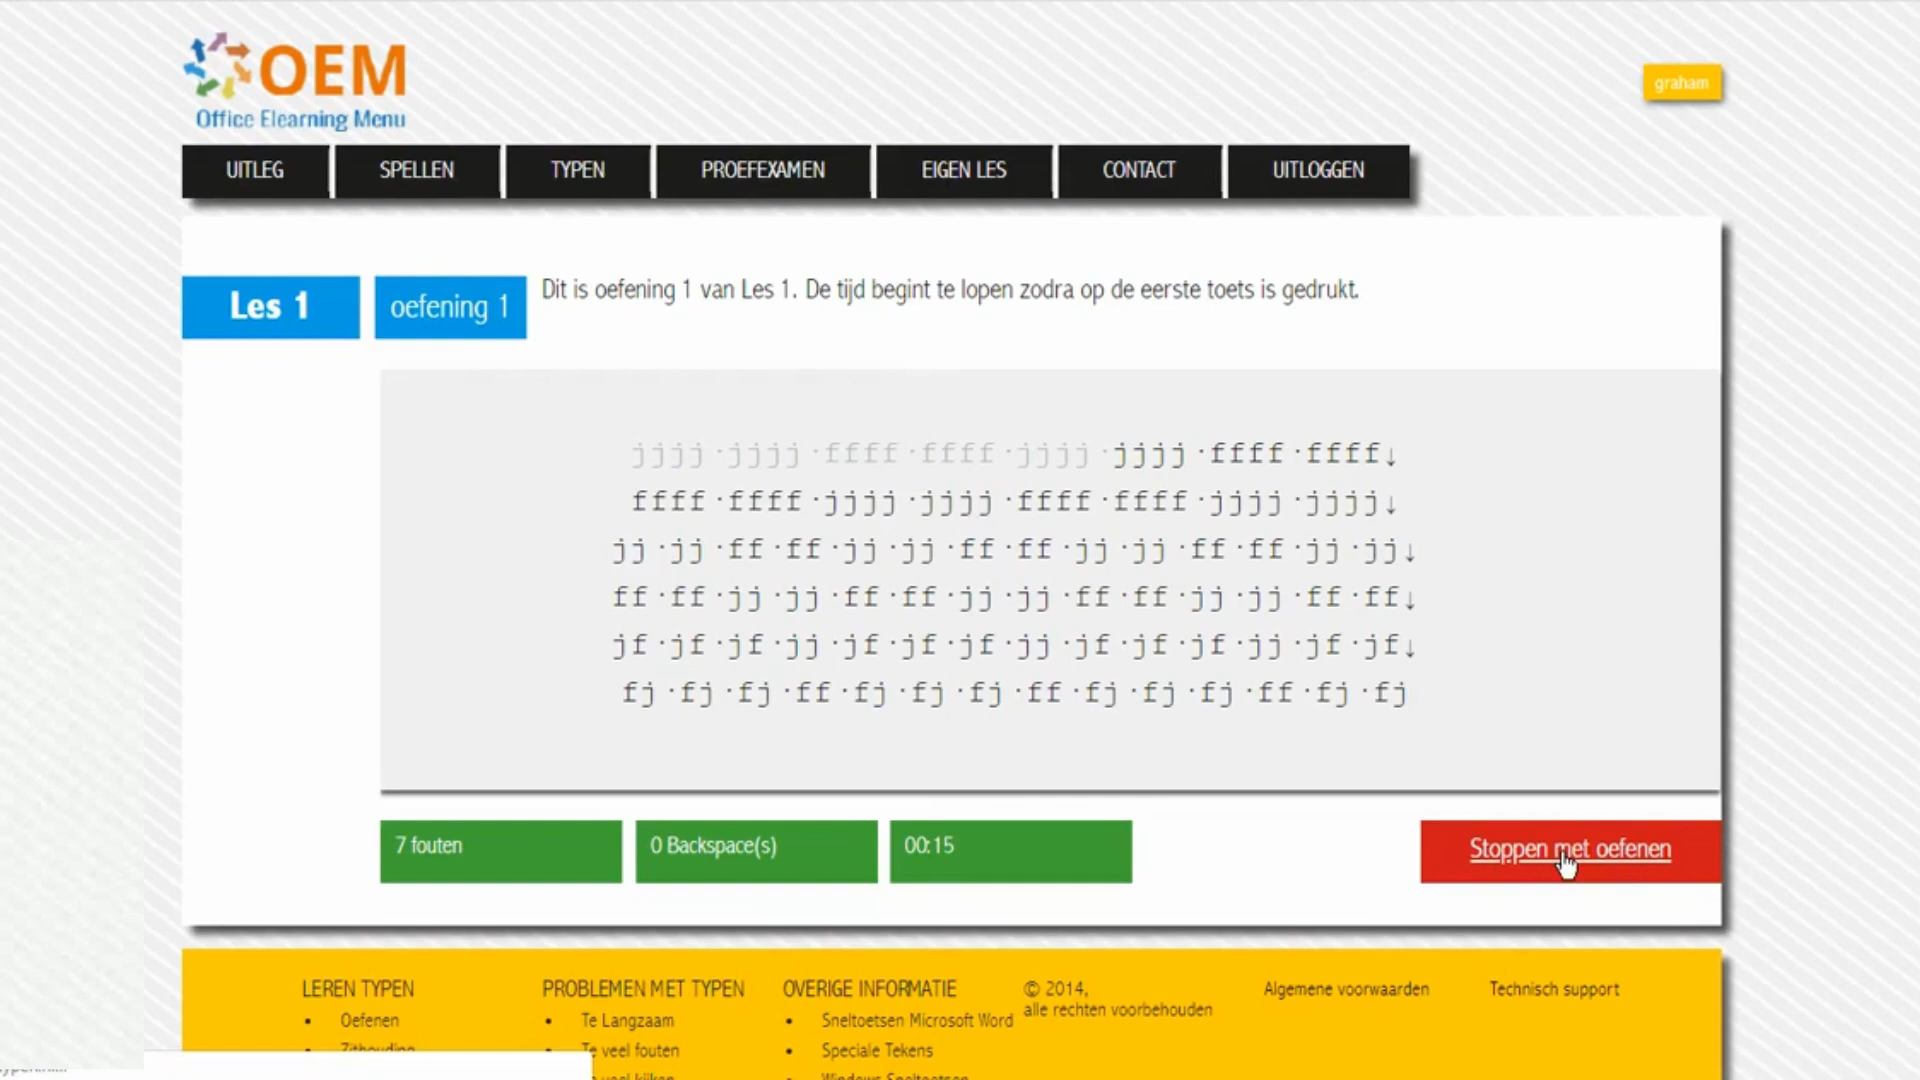 OEM
Office Elearning Menu
graham
UITLEG
SPELLEN
TYPEN
PROEFEXAMEN
EIGEN LES
CONTACT
UITLOGGEN
Les 1
oefening 1
Dit is oefening 1 van Les 1. De tijd begint te lopen zodra op de eerste toets is gedrukt.
jjjj·jjjj·ffff·ffff·jjjj·jjjj·ffff·ffff↓
ffff·ffff·jjjj·jjjj·ffff·ffff·jjjj·jjjj↓
jj·jj·ff·ff·jj·jj·ff·ff·jj·jj·ff·ff·jj·jj↓
ff·ff·jj·jj·ff·ff·jj·jj·ff·ff·jj·jj·ff·ff↓
jf·jf·jf·jj·jf·jf·jf·jj·jf·jf·jf·jj·jf·jf↓
fj·fj·fj·ff·fj·fj·fj·ff·fj·fj·fj·ff·fj·fj
7 fouten
0 Backspace(s)
00:15
Stoppen met oefenen
LEREN TYPEN
• Oefenen
• Zithouding
PROBLEMEN MET TYPEN
• Te Langzaam
• Te veel fouten
veel kijken
OVERIGE INFORMATIE
• Sneltoetsen Microsoft Word
• Speciale Tekens
• Windows Sneltoetsen
© 2014,
alle rechten voorbehouden
Algemene voorwaarden
Technisch support